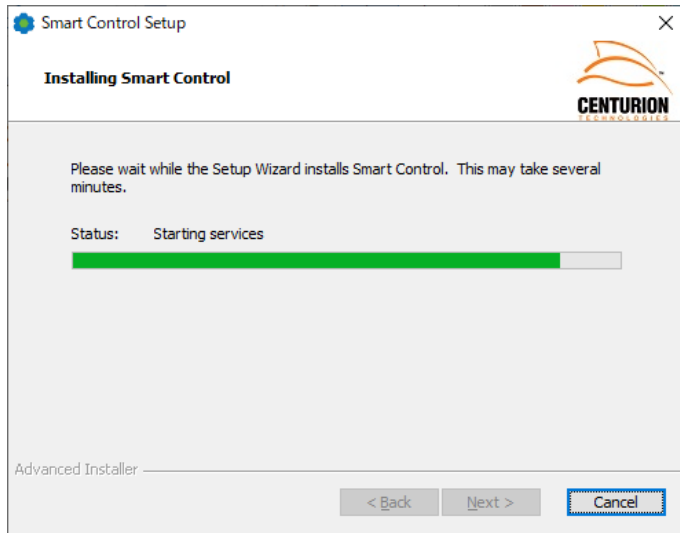 Smart Control Setup
Installing Smart Control
CENTURION
TECHNOLOGIES
Please wait while the Setup Wizard installs Smart Control. This may take several
minutes.
Status: Starting services
Advanced Installer
< Back Next > Cancel